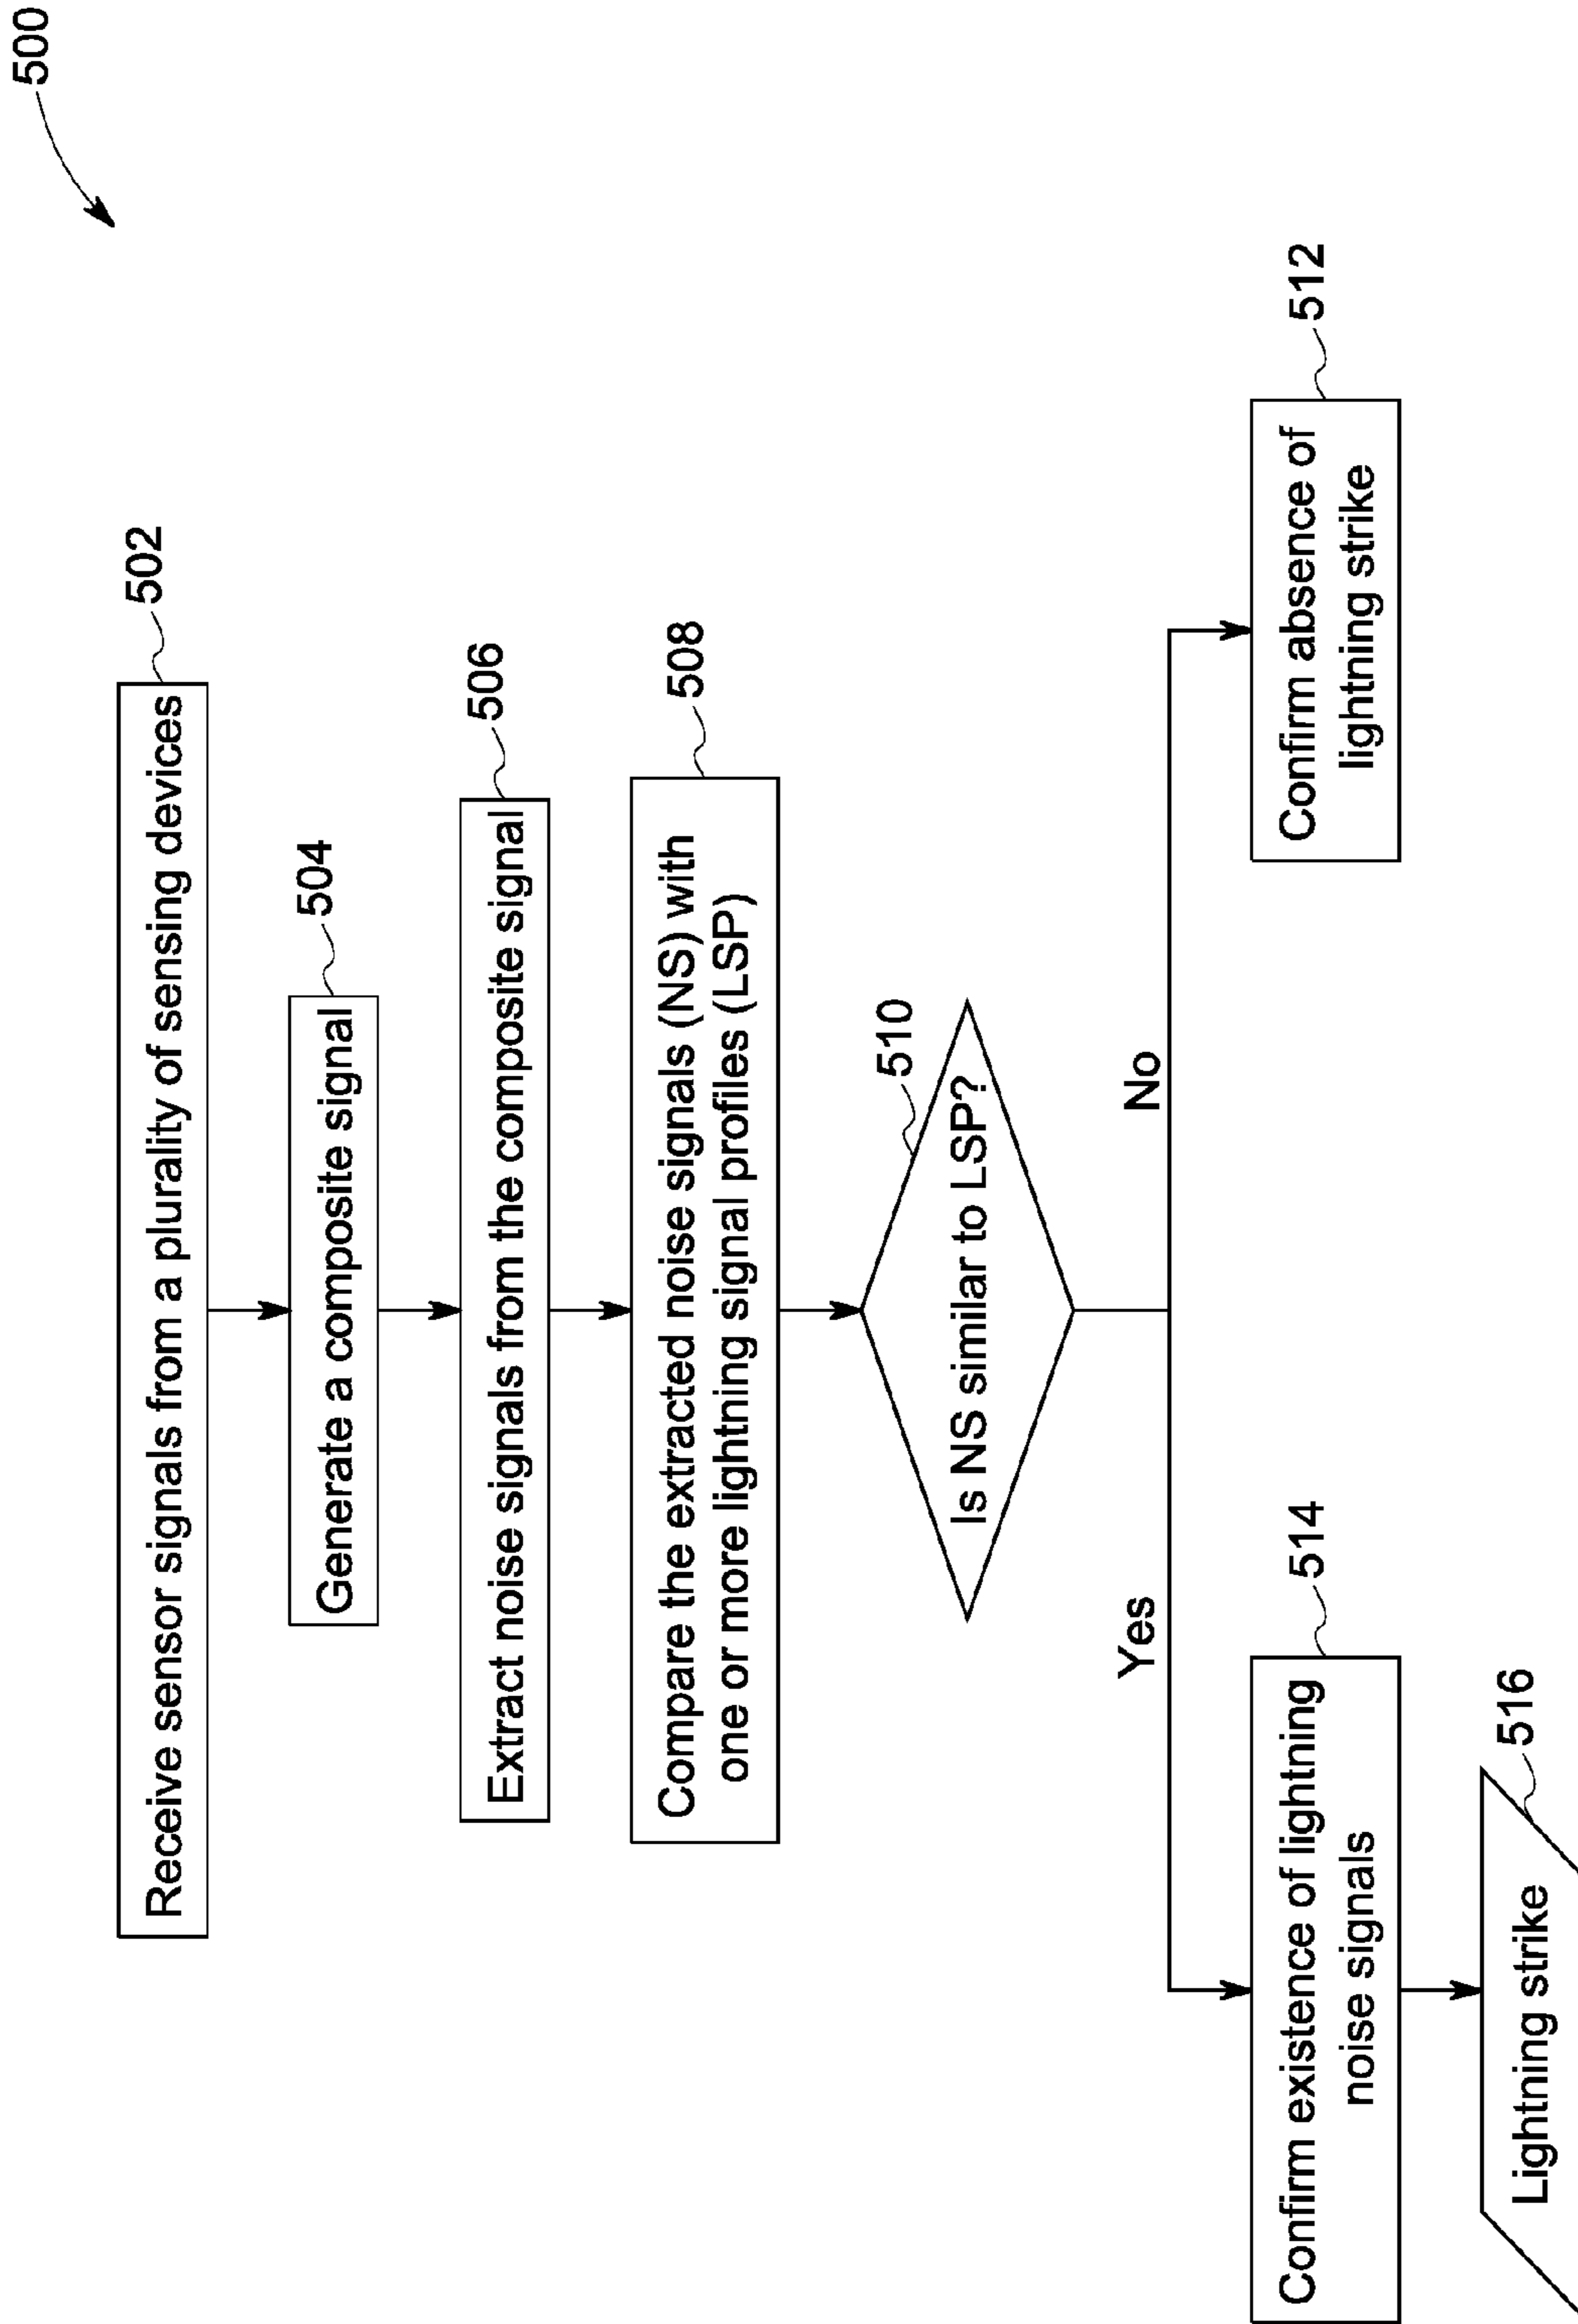 500
Receive sensor signals from a plurality of sensing devices
502
Generate a composite signal
504
Extract noise signals from the composite signal
506
Compare the extracted noise signals (NS) with
one or more lightning signal profiles (LSP)
508
Is NS similar to LSP?
510
Yes
No
Confirm existence of lightning
noise signals
514
Confirm absence of
lightning strike
512
Lightning strike
516